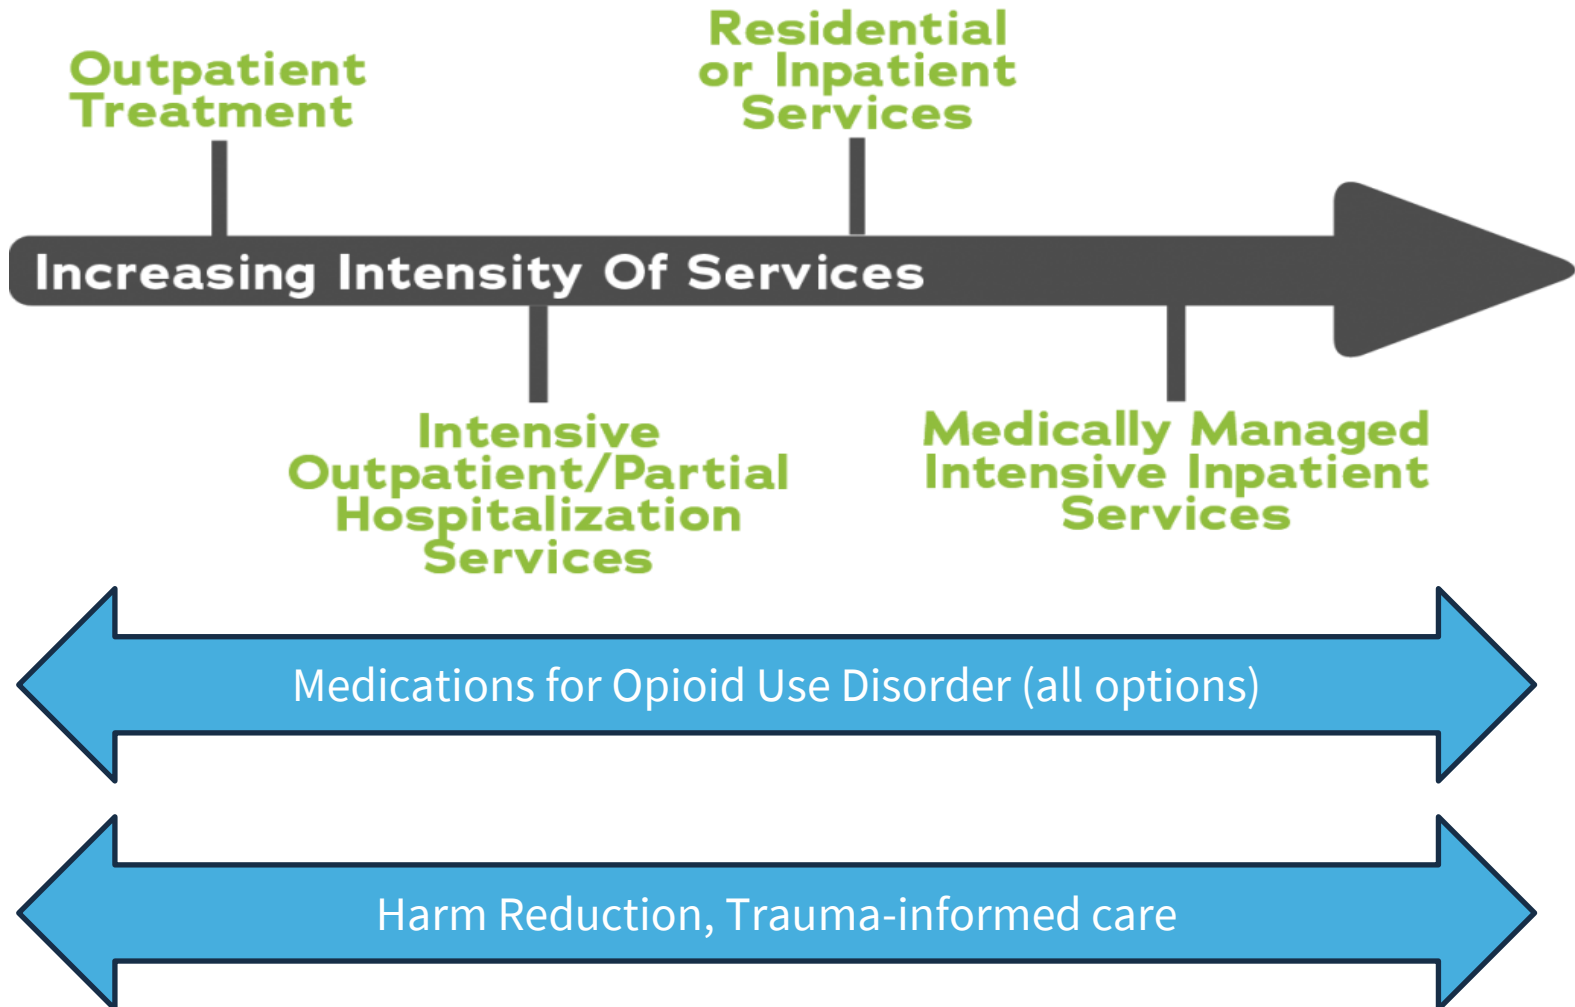 Outpatient
Treatment
Residential
or Inpatient
Services
Increasing Intensity Of Services
Intensive
Outpatient/Partial
Hospitalization
Services
Medically Managed
Intensive Inpatient
Services
Medications for Opioid Use Disorder (all options)
Harm Reduction, Trauma-informed care